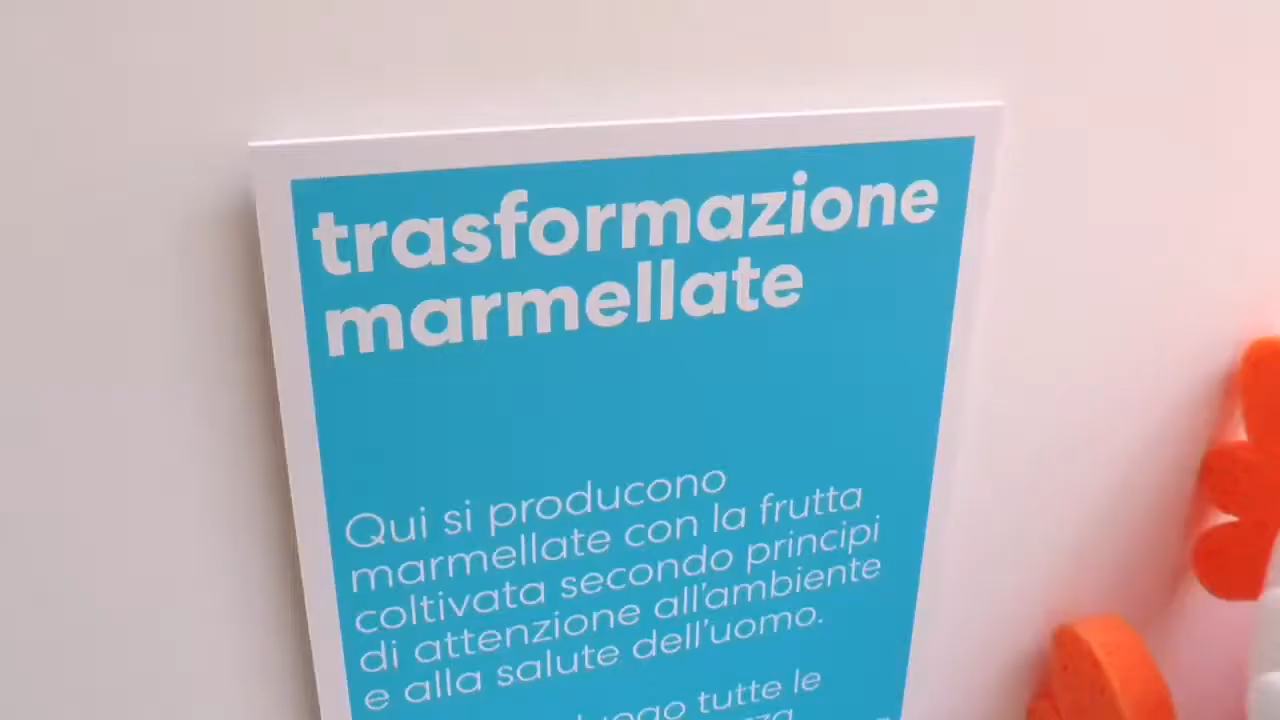 trasformazione
marmellate
Qui si producono
marmellate con la frutta
coltivata secondo principi
di attenzione all'ambiente
e alla salute dell'uomo.
tutte le